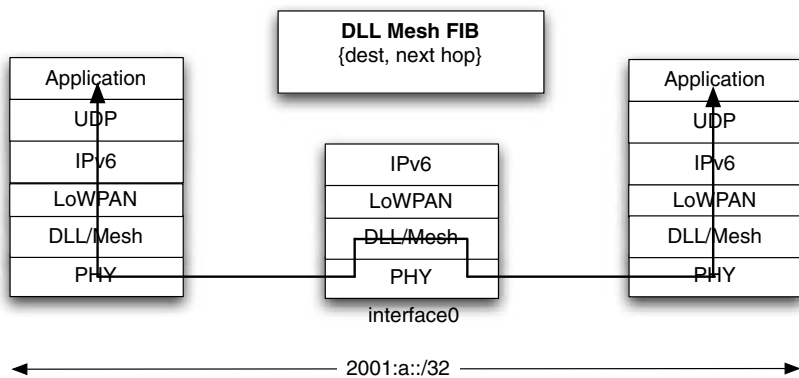 DLL Mesh FIB
{dest, next hop}
Application
UDP
IPv6
LoWPAN
DLL/Mesh
PHY
IPv6
LoWPAN
DLL/Mesh
PHY
interface0
Application
UDP
IPv6
LoWPAN
DLL/Mesh
PHY
2001:a::/32